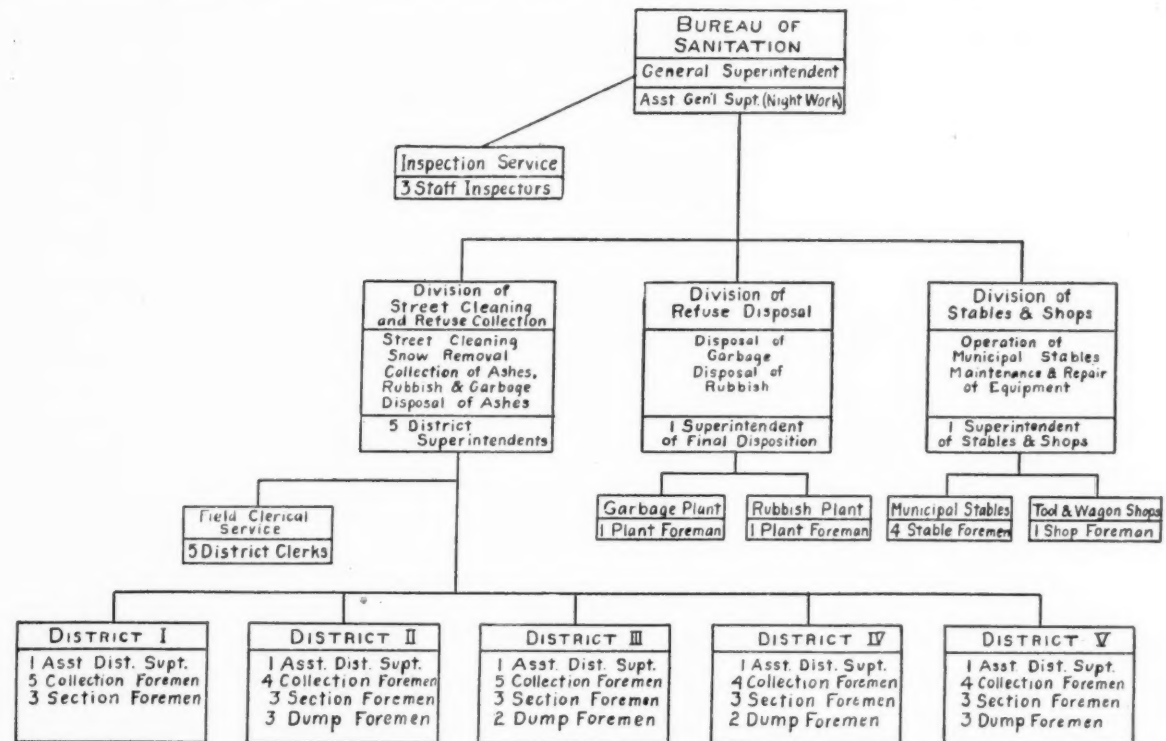 BUREAU OF
SANITATION
General Superintendent
Asst Gen'l Supt. (Night Work)
Inspection Service
3 Staff Inspectors
Division of
Street Cleaning
and Refuse Collection
Street Cleaning
Snow Removal
Collection of Ashes,
Rubbish & Garbage
Disposal of Ashes
5 District
Superintendents
Division of
Refuse Disposal
Disposal of
Garbage
Disposal of
Rubbish
1 Superintendent
of Final Disposition
Division of
Stables & Shops
Operation of
Municipal Stables
Maintenance & Repair
of Equipment
1 Superintendent
of Stables & Shops
Field Clerical
Service
5 District Clerks
Garbage Plant
1 Plant Foreman
Rubbish Plant
1 Plant Foreman
Municipal Stables
4 Stable Foremen
Tool & Wagon Shops
1 Shop Foreman
DISTRICT I
1 Asst. Dist. Supt.
5 Collection Foremen
3 Section Foremen
DISTRICT II
1 Asst. Dist. Supt.
4 Collection Foremen
3 Section Foremen
3 Dump Foremen
DISTRICT III
1 Asst. Dist. Supt.
5 Collection Foremen
3 Section Foremen
2 Dump Foremen
DISTRICT IV
1 Asst. Dist. Supt.
4 Collection Foremen
3 Section Foremen
2 Dump Foremen
DISTRICT V
1 Asst. Dist. Supt.
4 Collection Foremen
3 Section Foremen
3 Dump Foremen